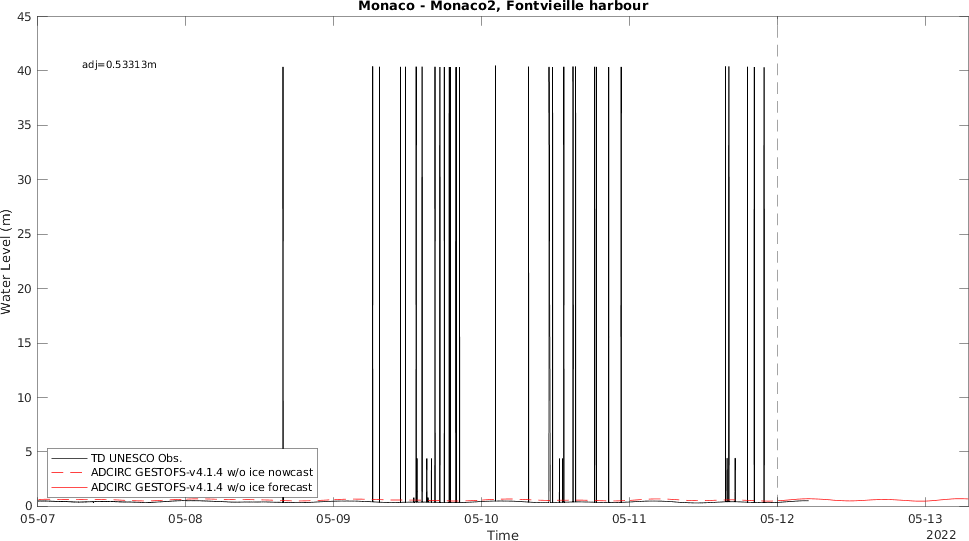 Monaco - Monaco2, Fontvieille harbour
45
40
35
30
25
20
15
10
5
0
Water Level (m)
adj=0.53313m
TD UNESCO Obs.
ADCIRC GESTOFS-v4.1.4 w/o ice nowcast
ADCIRC GESTOFS-v4.1.4 w/o ice forecast
05-07 05-08 05-09 05-10 05-11 05-12 05-13
Time
2022